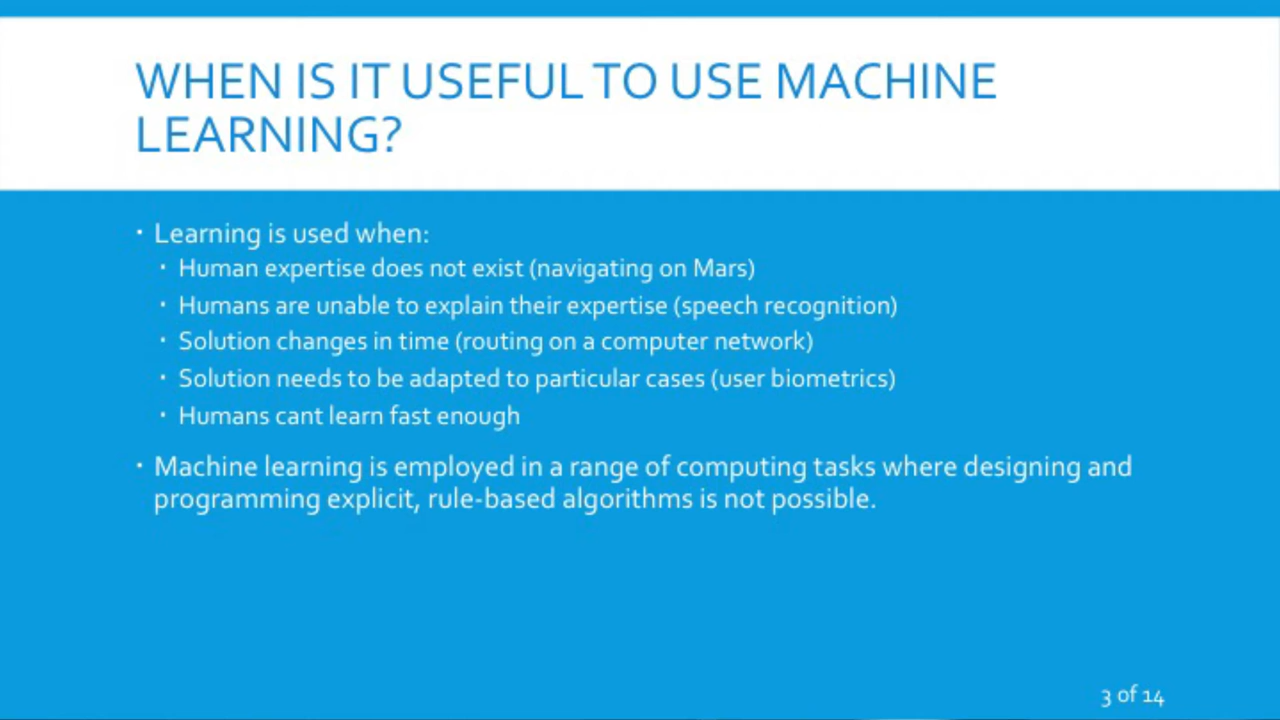 WHEN IS IT USEFUL TO USE MACHINE
LEARNING?
· Learning is used when:
· Human expertise does not exist (navigating on Mars)
· Humans are unable to explain their expertise (speech recognition)
· Solution changes in time (routing on a computer network)
· Solution needs to be adapted to particular cases (user biometrics)
· Humans cant learn fast enough
· Machine learning is employed in a range of computing tasks where designing and
programming explicit, rule-based algorithms is not possible.
3 of 14